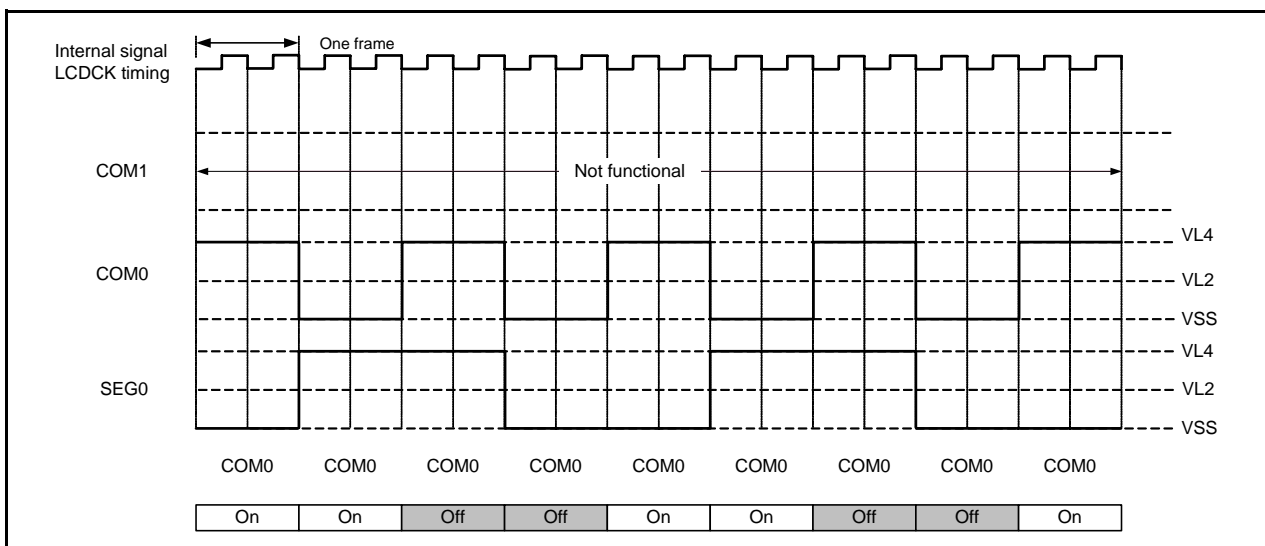 Internal signal
LCDCK timing
One frame
COM1
Not functional
VL4
COM0
VL2
VSS
VL4
SEG0
VL2
VSS
COM0 COM0 COM0 COM0 COM0 COM0 COM0 COM0 COM0
On On Off Off On On Off Off On